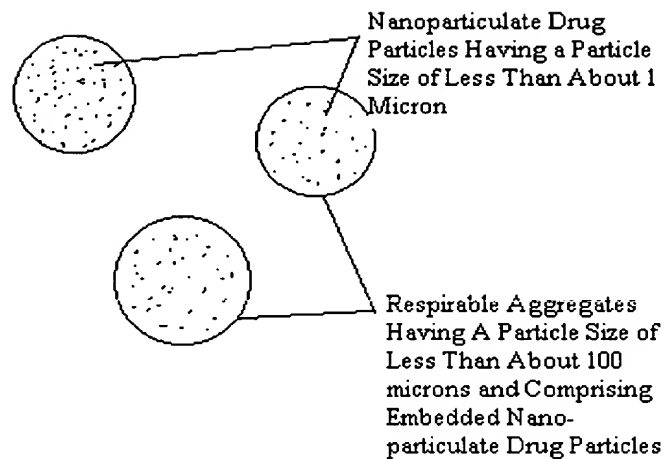 Nanoparticulate Drug
Particles Having a Particle
Size of Less Than About 1
Micron
Respirable Aggregates
Having A Particle Size of
Less Than About 100
microns and Comprising
Embedded Nano-
particulate Drug Particles